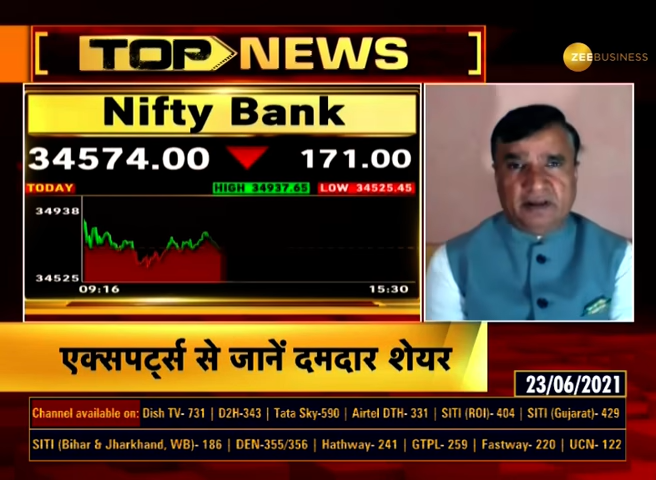 TOP NEWS
ZEE BUSINESS
Nifty Bank
34574.00 171.00
TODAY HIGH 34937.65 LOW 34525.45
34938
34525
09:16 15:30
एक्सपर्ट्स से जानें दमदार शेयर
23/06/2021
Channel available on: Dish TV- 731 | D2H-343 | Tata Sky-590 | Airtel DTH- 331 | SITI (ROI)- 404 | SITI (Gujarat)- 429
SITI (Bihar & Jharkhand, WB)- 186 | DEN-355/356 | Hathway- 241 | GTPL- 259 | Fastway- 220 | UCN- 122